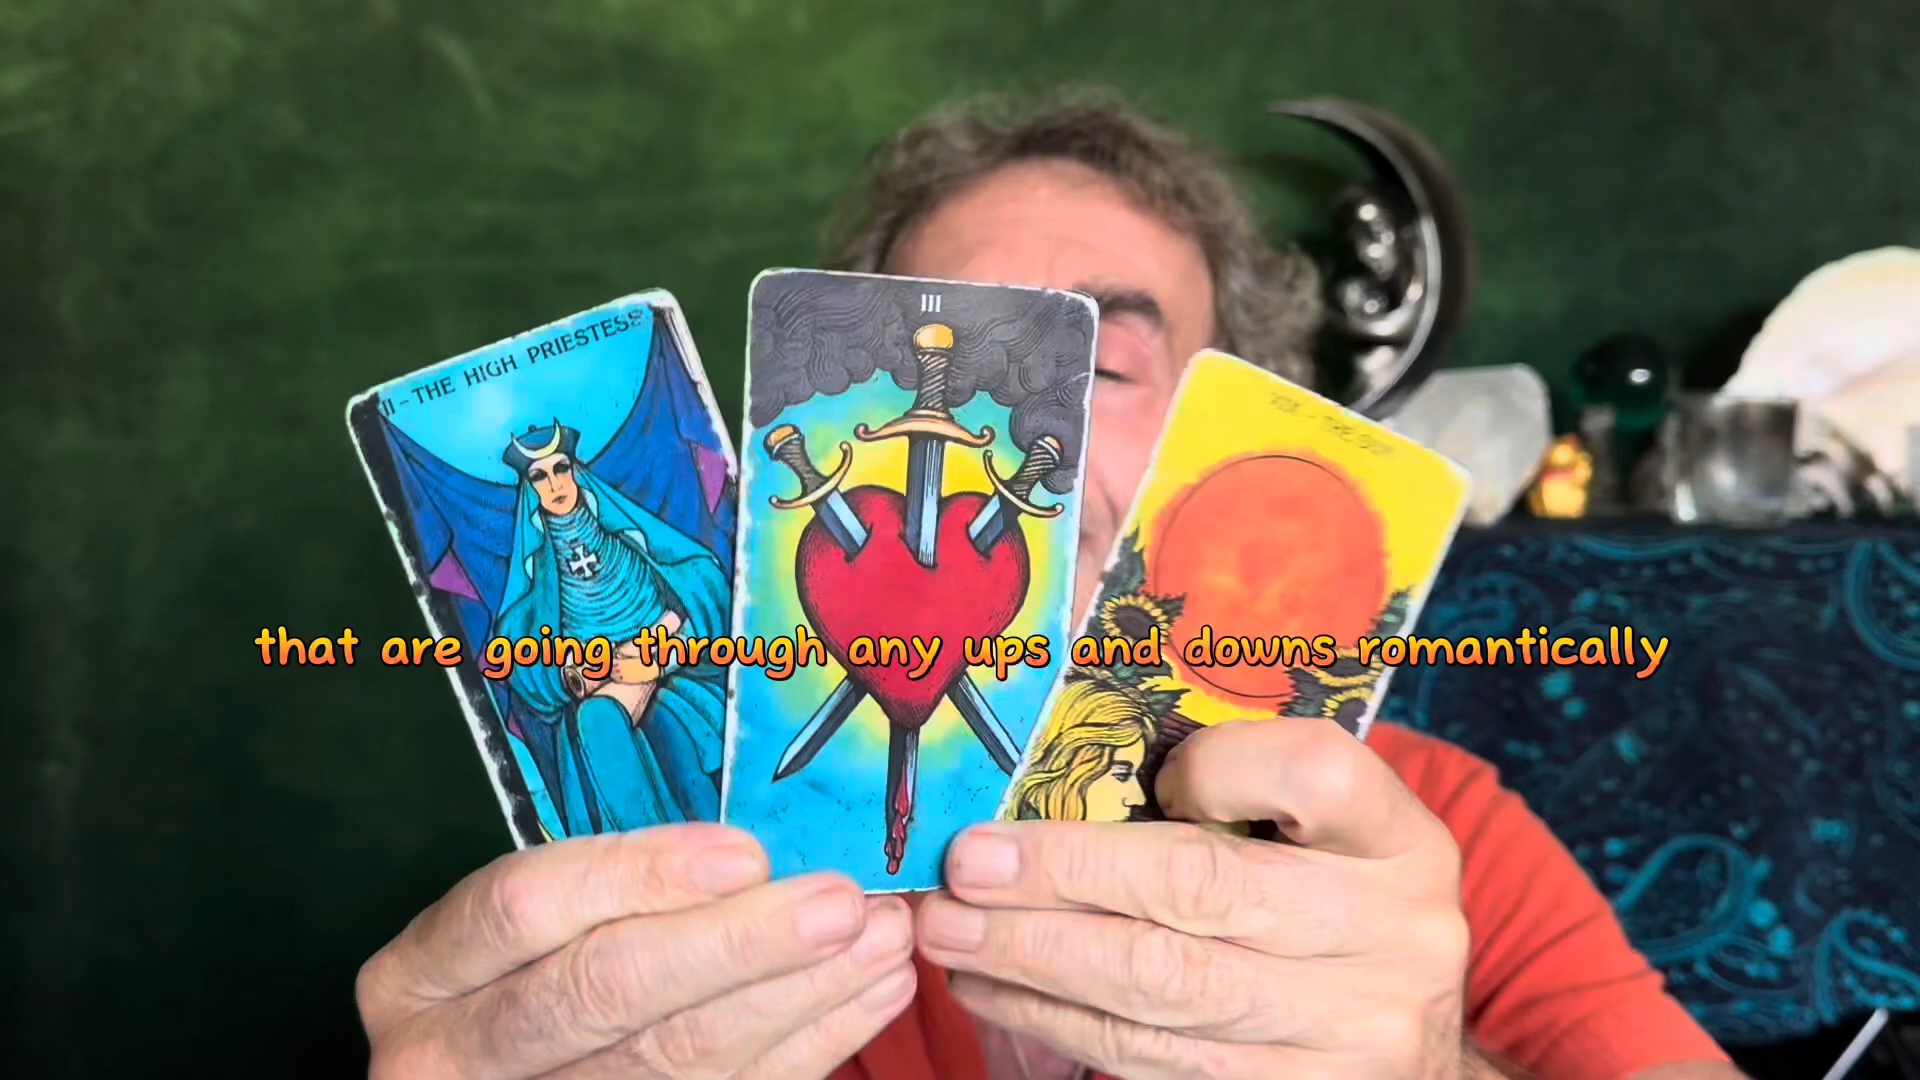 II - THE HIGH PRIESTESS
III
that are going through any ups and downs romantically